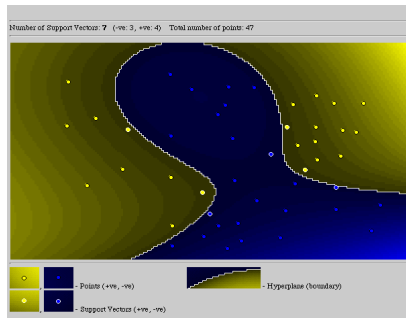 Number of Support Vectors: 7 (-ve: 3, +ve: 4) Total number of points: 47
- Points (+ve, -ve)
- Hyperplane (boundary)
- Support Vectors (+ve, -ve)